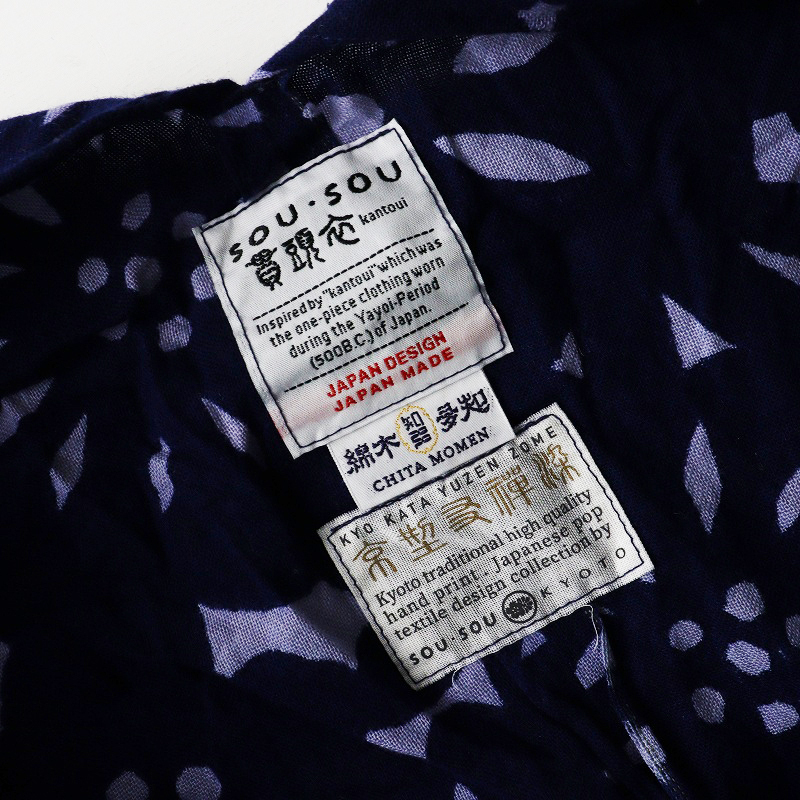 SOU・SOU
貫頭衣 kantoui
Inspired by "kantoui" which was
the one-piece clothing worn
during the Yayoi-Period
(500B.C.) of Japan.
JAPAN DESIGN
JAPAN MADE
綿木 知多 多知
CHITA MOMEN
KYO KATA YUZEN ZOME
京型友禅染
Kyoto traditional high quality
hand print. Japanese pop
textile design collection by
SOU・SOU KYOTO